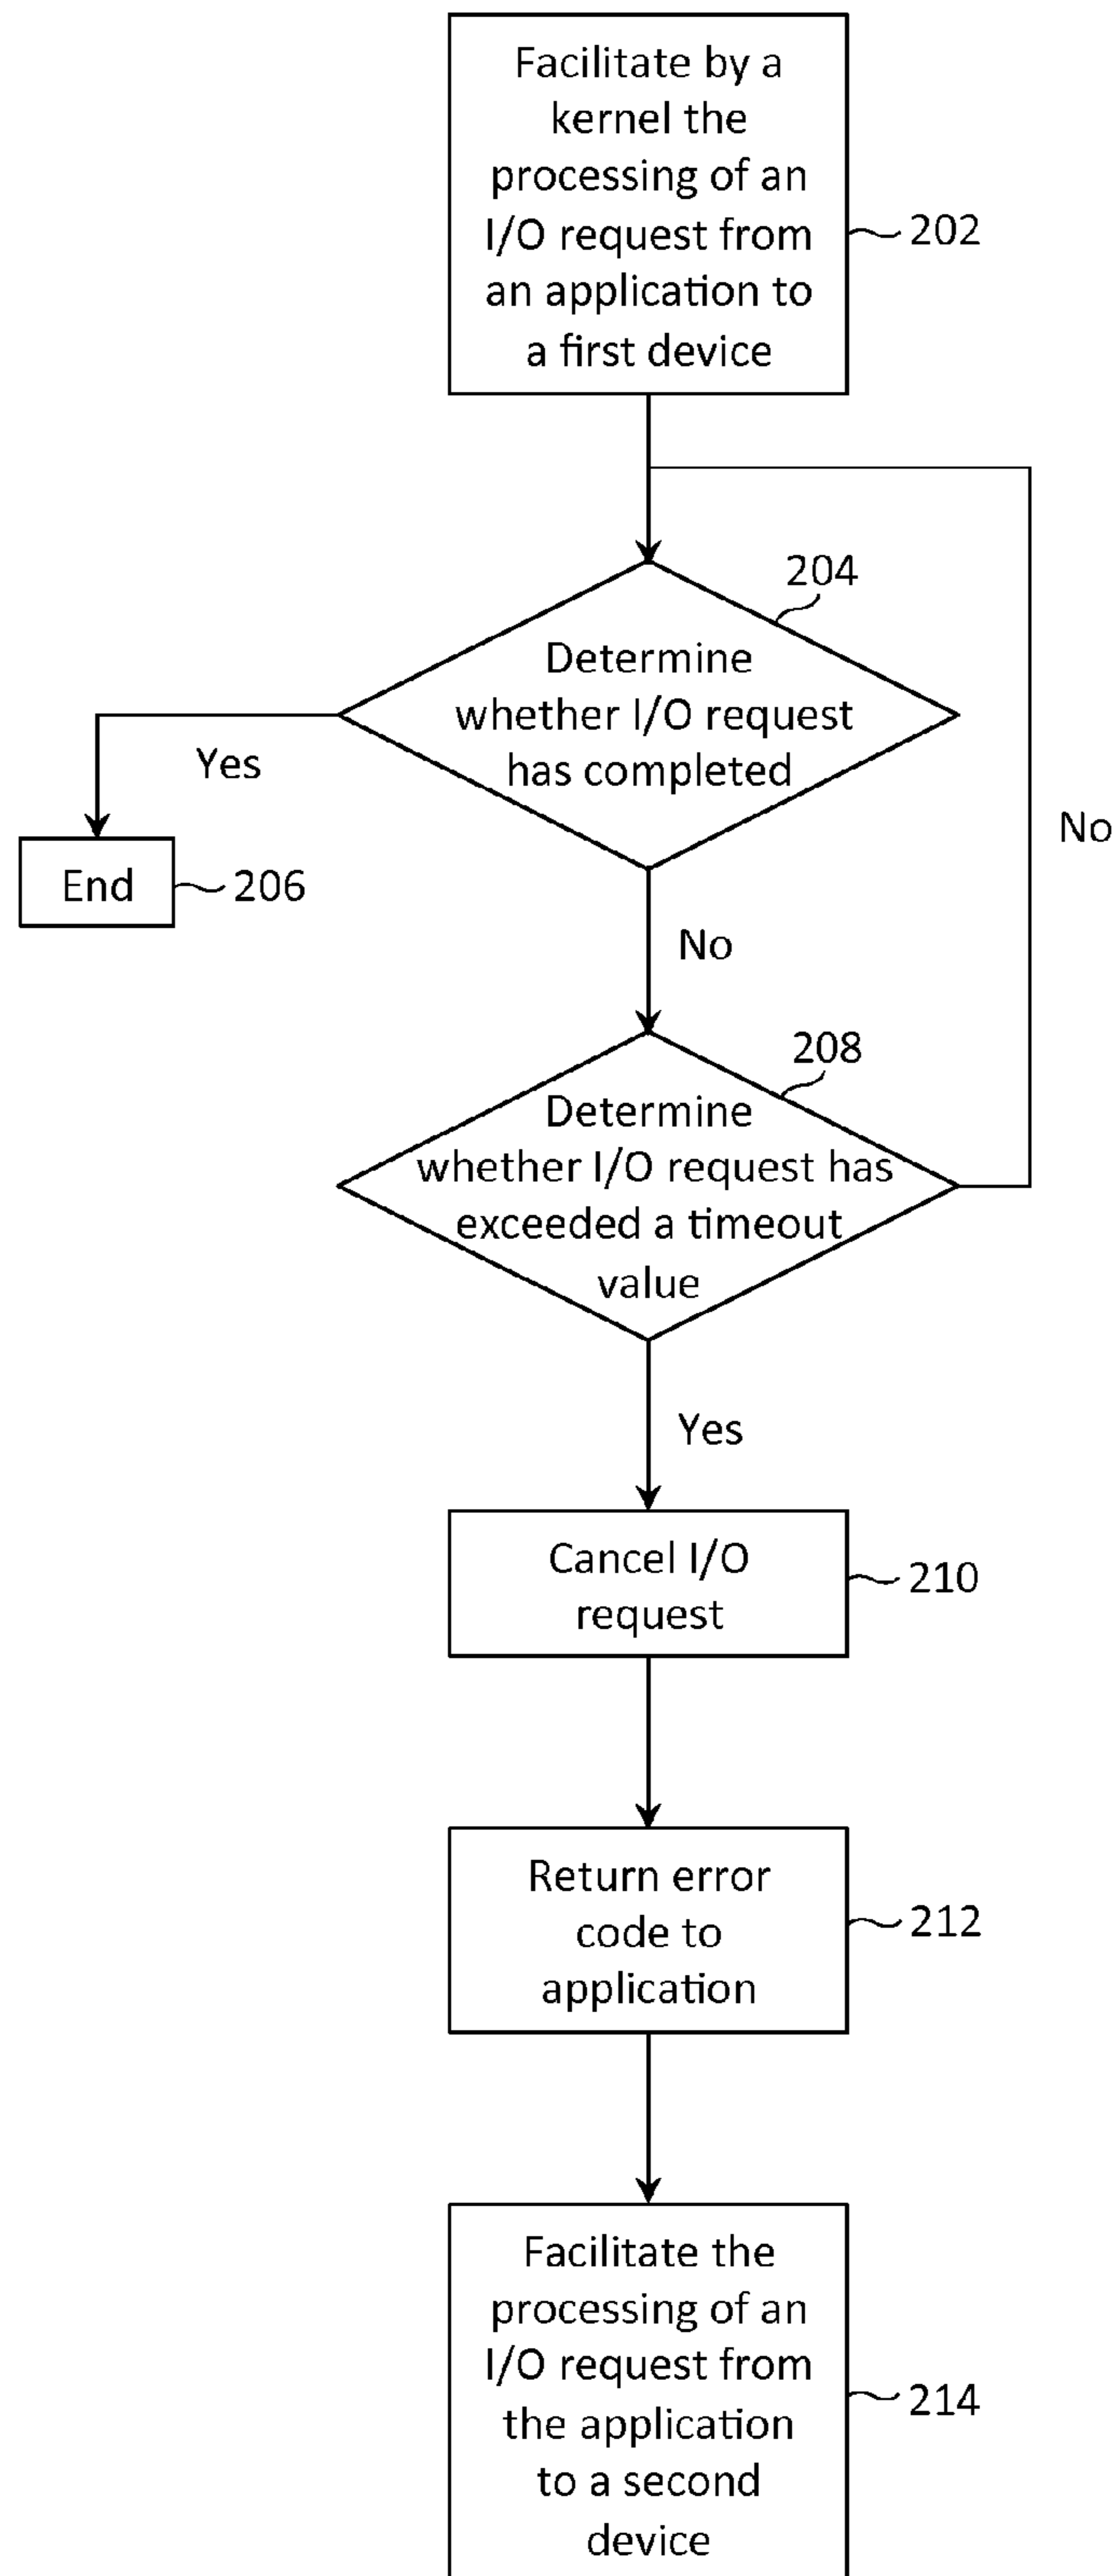 Facilitate by a
kernel the
processing of an
I/O request from
an application to
a first device
202
204
Determine
whether I/O request
has completed
Yes
No
End
206
No
208
Determine
whether I/O request has
exceeded a timeout
value
Yes
Cancel I/O
request
210
Return error
code to
application
212
Facilitate the
processing of an
I/O request from
the application
to a second
device
214